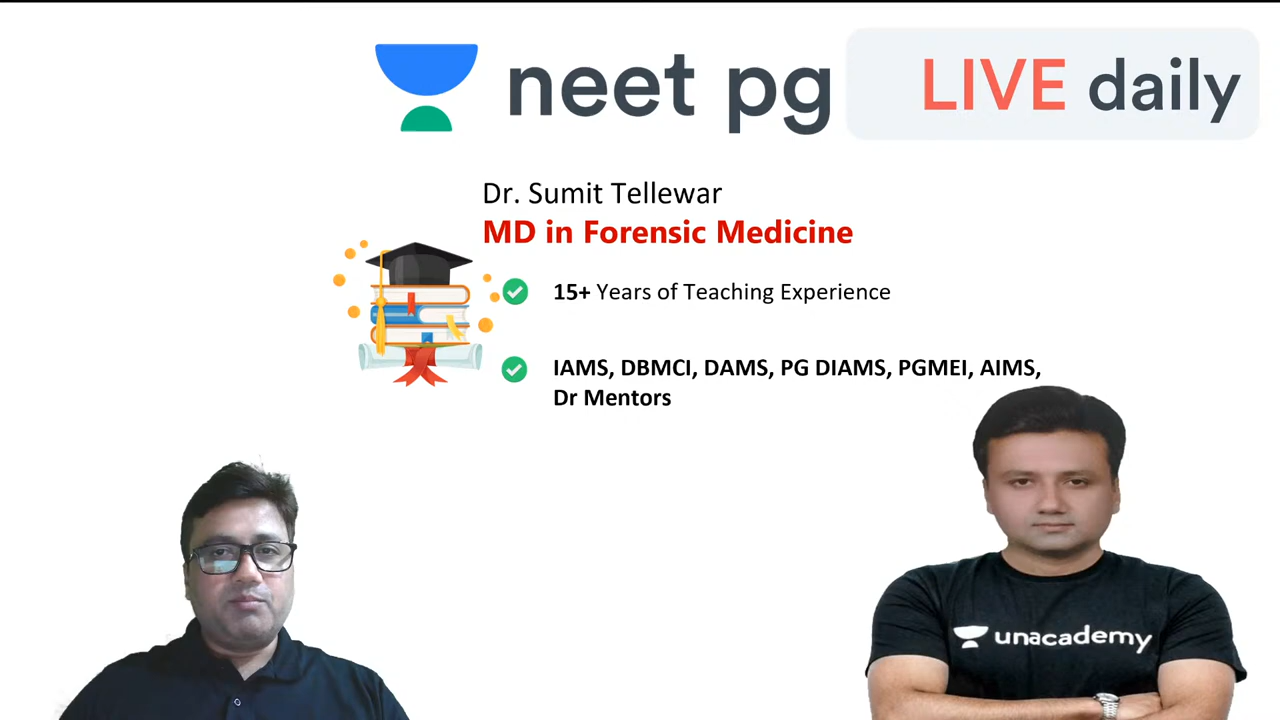 neet pg LIVE daily
Dr. Sumit Tellewar
MD in Forensic Medicine
15+ Years of Teaching Experience
IAMS, DBMCI, DAMS, PG DIAMS, PGMEI, AIMS,
Dr Mentors
unacademy